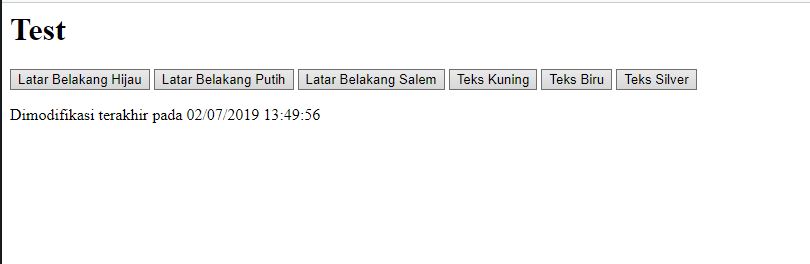 Test
Latar Belakang Hijau Latar Belakang Putih Latar Belakang Salem Teks Kuning Teks Biru Teks Silver
Dimodifikasi terakhir pada 02/07/2019 13:49:56